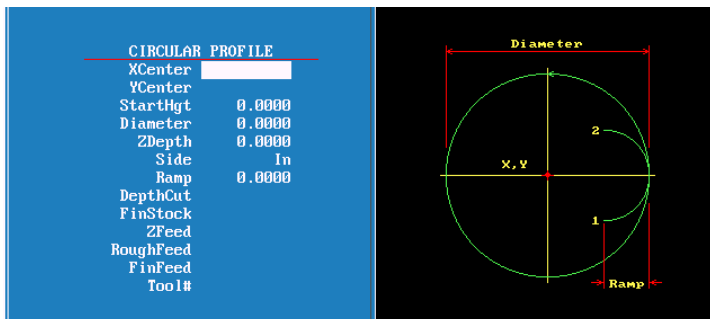 CIRCULAR PROFILE
XCenter
YCenter
StartHgt 0.0000
Diameter 0.0000
ZDepth 0.0000
Side In
Ramp 0.0000
DepthCut
FinStock
ZFeed
RoughFeed
FinFeed
Tool#
Diameter
2
X,Y
1
Ramp